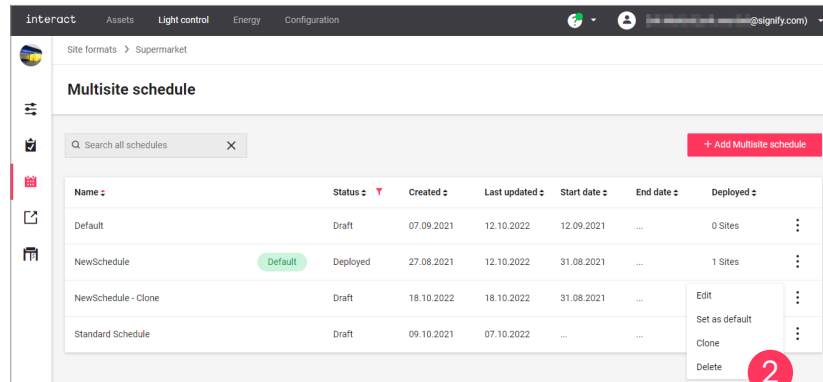 interact Assets Light control Energy Configuration ? @signify.com)
Site formats > Supermarket
Multisite schedule
Search all schedules
+ Add Multisite schedule
Name Status Created Last updated Start date End date Deployed
Default Draft 07.09.2021 12.10.2022 12.09.2021 ... 0 Sites
NewSchedule Default Deployed 27.08.2021 12.10.2022 31.08.2021 ... 1 Sites
NewSchedule - Clone Draft 18.10.2022 18.10.2022 31.08.2021 ...
Standard Schedule Draft 09.10.2021 07.10.2022 ... ...
Edit
Set as default
Clone
Delete
2